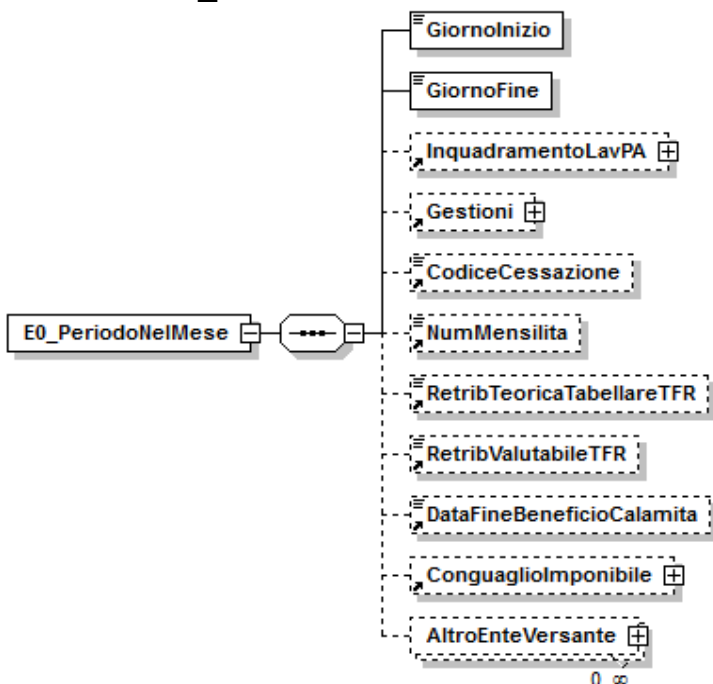 GiornoInizio
GiornoFine
InquadramentoLavPA
Gestioni
CodiceCessazione
E0_PeriodoNelMese
NumMensilita
RetribTeoricaTabellareTFR
RetribValutabileTFR
DataFineBeneficioCalamita
ConguaglioImponibile
AltroEnteVersante
0..∞